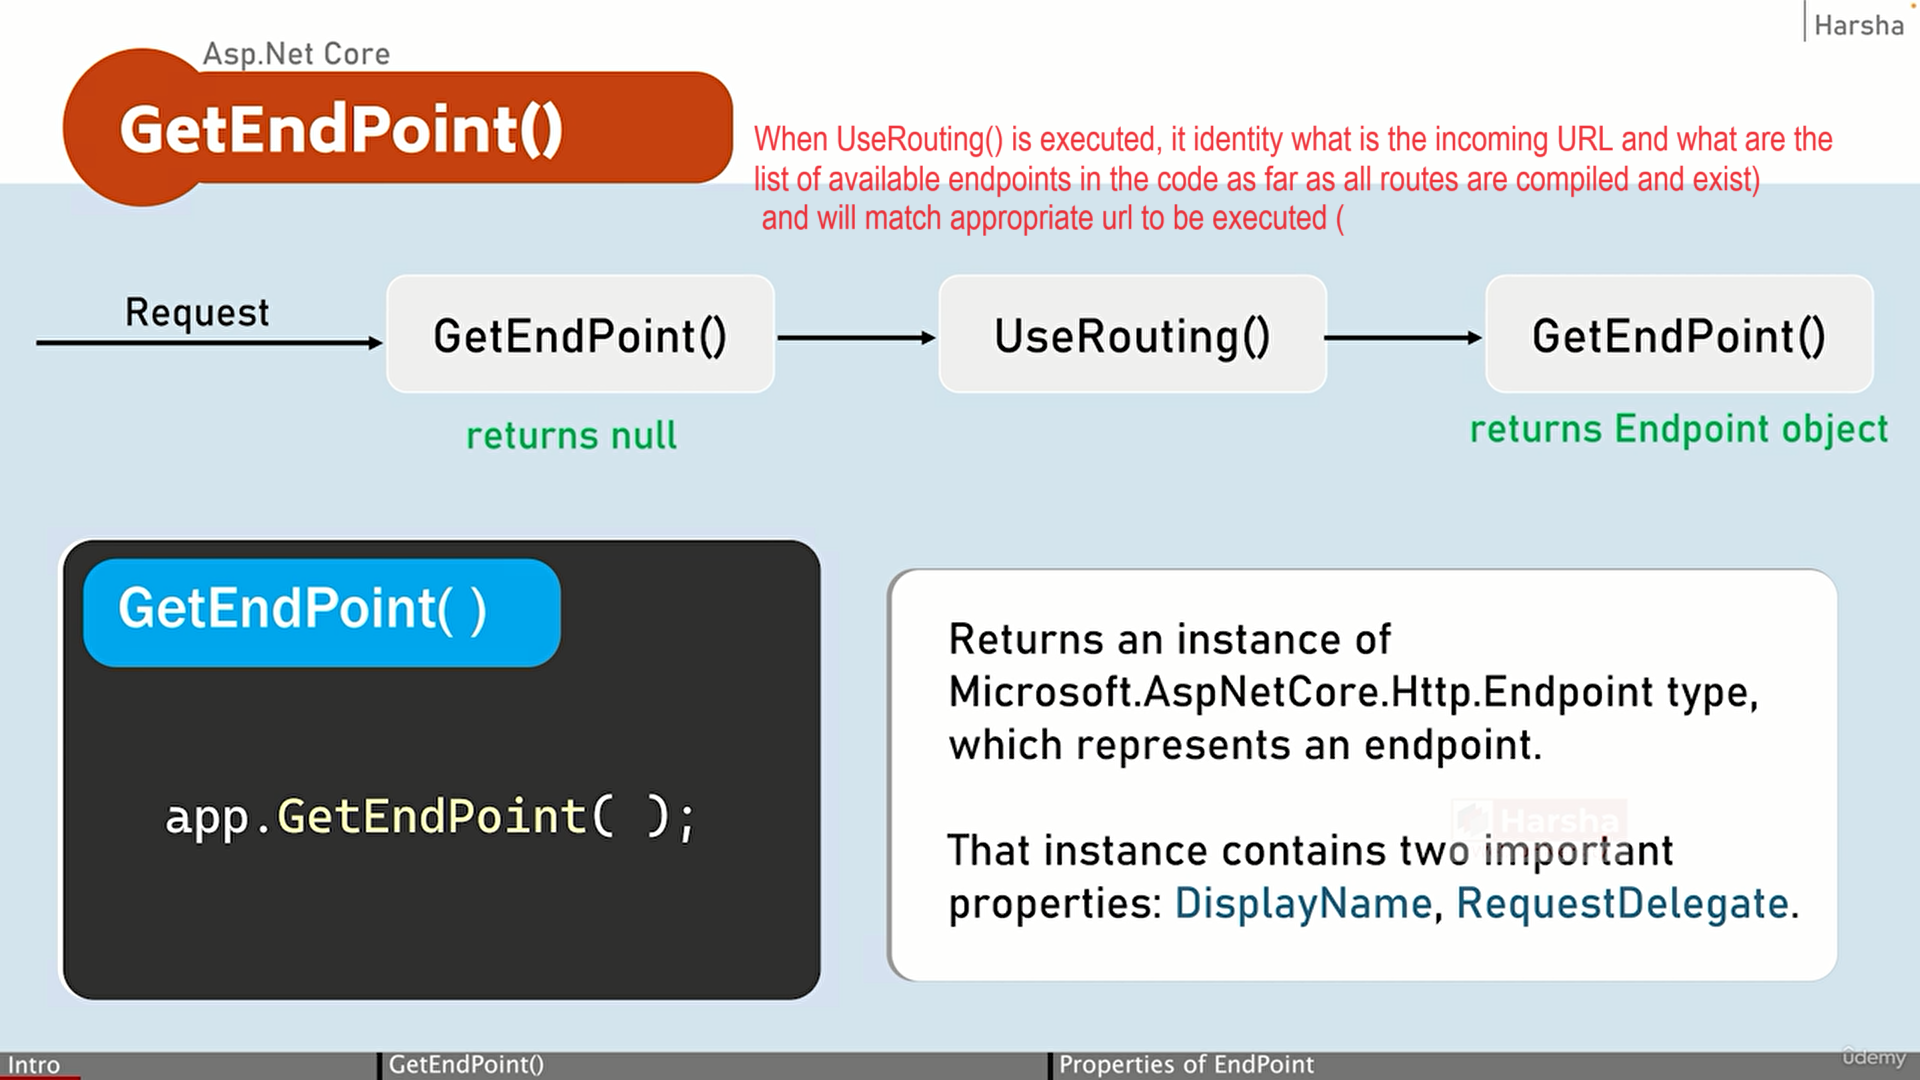 Harsha
Asp.Net Core
GetEndPoint()
When UseRouting() is executed, it identity what is the incoming URL and what are the
list of available endpoints in the code as far as all routes are compiled and exist)
and will match appropriate url to be executed (
Request
GetEndPoint()
UseRouting()
GetEndPoint()
returns null
returns Endpoint object
GetEndPoint( )
app.GetEndPoint( );
Returns an instance of
Microsoft.AspNetCore.Http.Endpoint type,
which represents an endpoint.
Harsha
That instance contains two important
properties: DisplayName, RequestDelegate.
Intro
GetEndPoint()
Properties of EndPoint
ûdemy